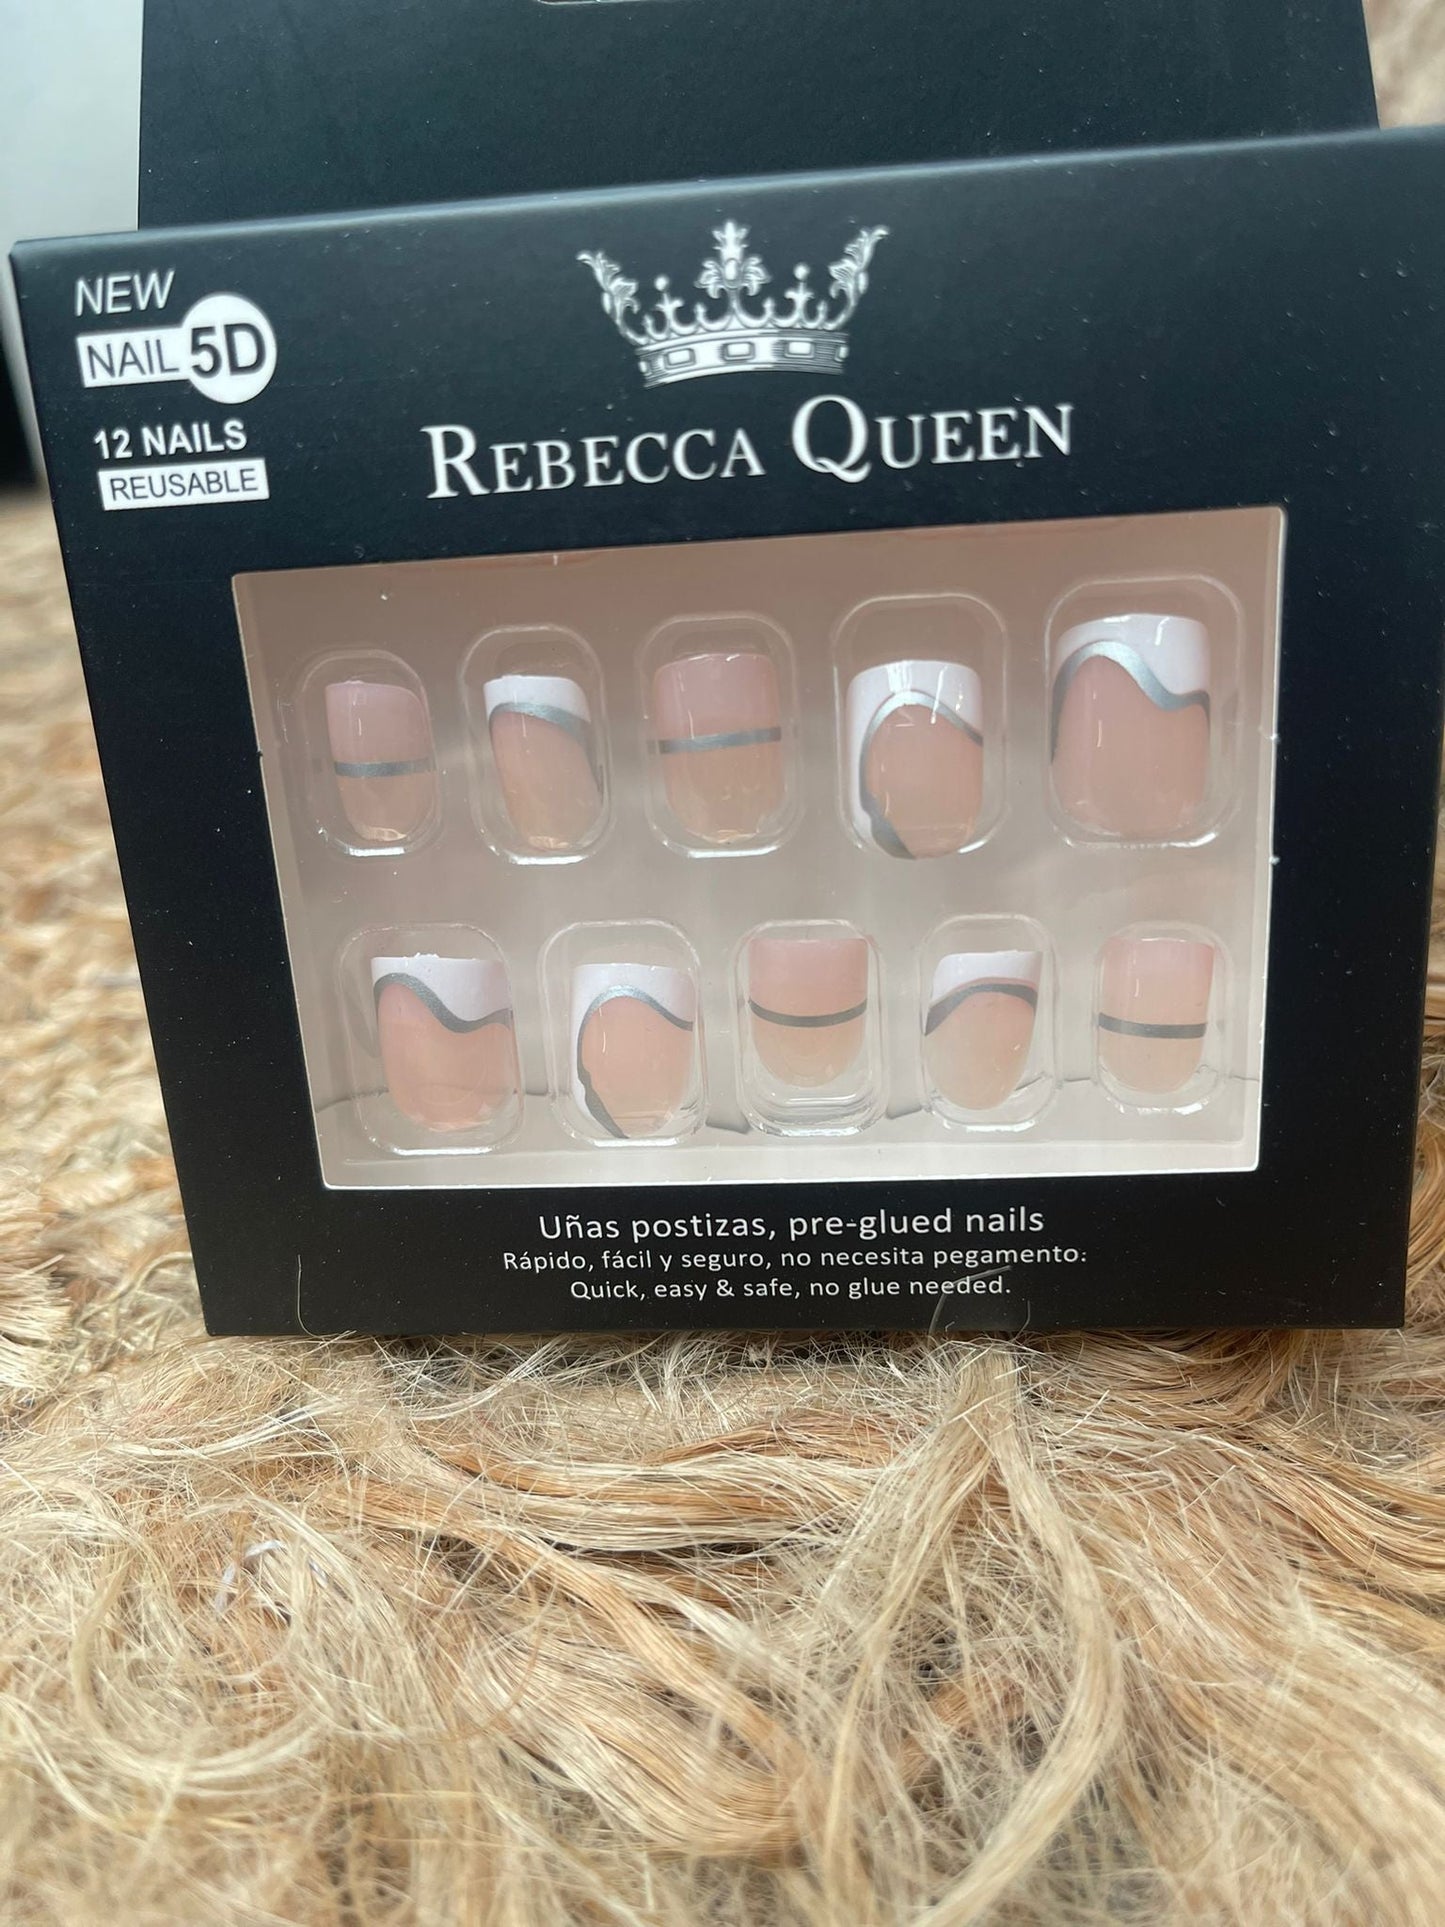 NEW
NAIL 5D
12 NAILS
REUSABLE
REBECCA QUEEN
Uñas postizas, pre-glued nails
Rápido, fácil y seguro, no necesita pegamento.
Quick, easy & safe, no glue needed.